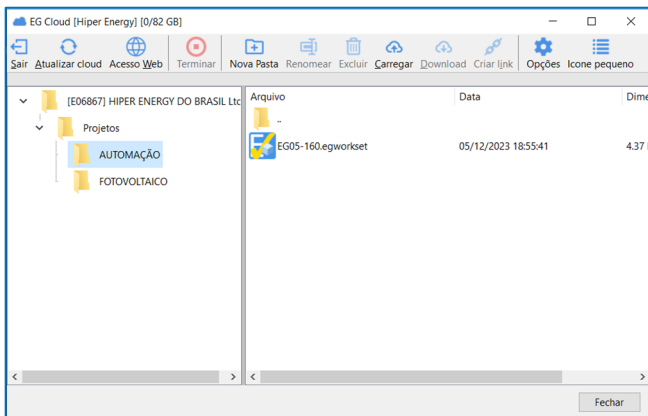 EG Cloud [Hiper Energy] [0/82 GB]
Sair Atualizar cloud Acesso Web Terminar Nova Pasta Renomear Excluir Carregar Download Criar link Opções Icone pequeno
[E06867] HIPER ENERGY DO BRASIL Ltd
Projetos
AUTOMAÇÃO
FOTOVOLTAICO
Arquivo Data Dime
..
EG05-160.egworkset 05/12/2023 18:55:41 4.37
Fechar